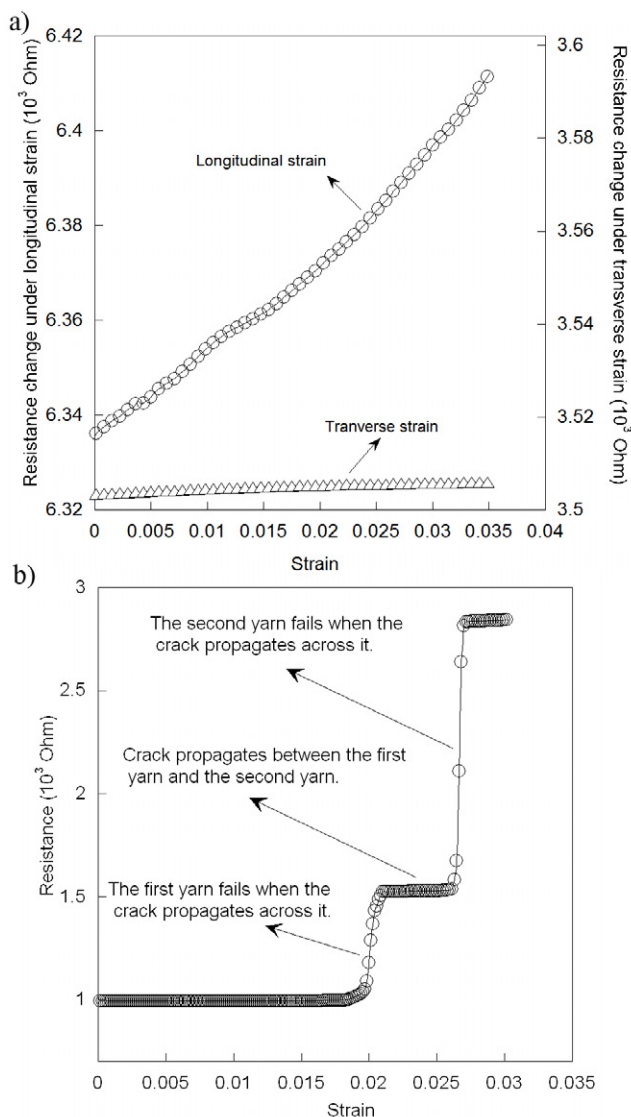 a)
6.42
6.4
6.38
6.36
6.34
6.32
Resistance change under longitudinal strain (10³ Ohm)
3.6
3.58
3.56
3.54
3.52
3.5
Resistance change under transverse strain (10³ Ohm)
Longitudinal strain
Tranverse strain
0 0.005 0.01 0.015 0.02 0.025 0.03 0.035 0.04
Strain
b)
3
2.5
2
1.5
1
Resistance (10³ Ohm)
The second yarn fails when the
crack propagates across it.
Crack propagates between the first
yarn and the second yarn.
The first yarn fails when the
crack propagates across it.
0 0.005 0.01 0.015 0.02 0.025 0.03 0.035
Strain